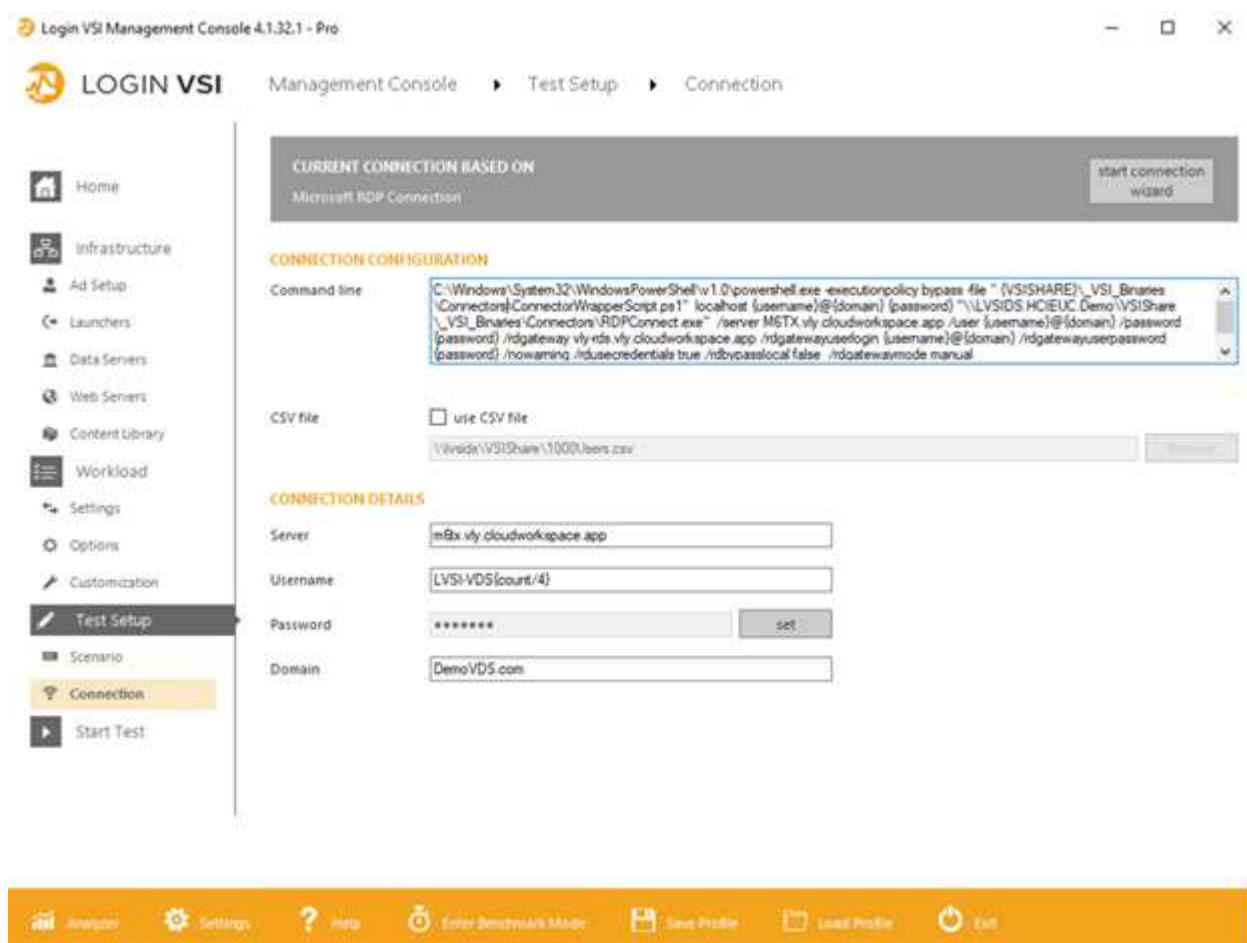 Login VSI Management Console 4.1.32.1 - Pro
LOGIN VSI
Management Console
Test Setup
Connection
CURRENT CONNECTION BASED ON
Microsoft RDP Connection
start connection
wizard
Home
Infrastructure
Ad Setup
Launchers
Data Servers
Web Servers
Content Library
Workload
Settings
Options
Customization
Test Setup
Scenario
Connection
Start Test
CONNECTION CONFIGURATION
Command line
C:\Windows\System32\WindowsPowerShell\v1.0\powershell.exe -executionpolicy bypass -file " {VSISHARE}\_VSI_Binaries
\Connectors\ConnectorWrapperScript.ps1" localhost {username}@{domain} {password} "\\LVSIDS.HCIEUC.Demo\VSIShare
\_VSI_Binaries\Connectors\RDPConnect.exe" /server M6TX.vly.cloudworkspace.app /user {username}@{domain} /password
{password} /rdgateway vly-rds.vly.cloudworkspace.app /rdgatewayuserlogin {username}@{domain} /rdgatewayuserpassword
{password} /nowarning /rdusecredentials true /rdbypasslocal false /rdgatewaymode manual
CSV file
use CSV file
\\lvsids\VSIShare\1000Users.csv
CONNECTION DETAILS
Server
vly.cloudworkspace.app
Username
LVSI-VDS{count/4}
Password
*******
set
Domain
DemoVDS.com
Analyzer
Settings
Help
Enter Benchmark Mode
Save Profile
Load Profile
Exit